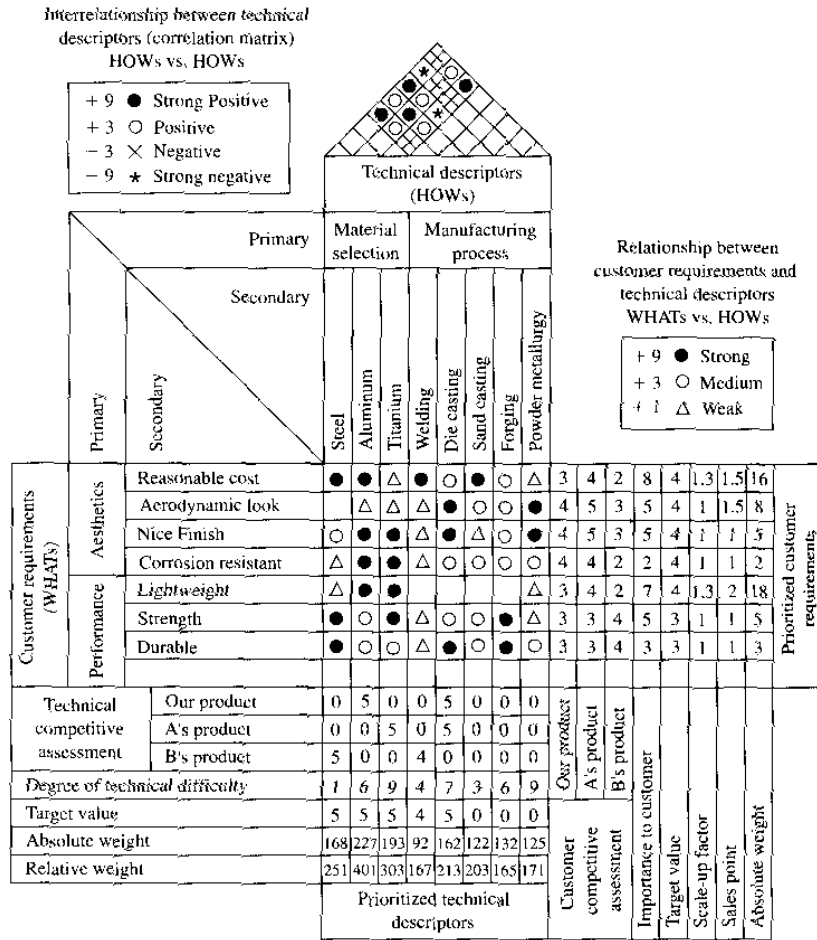 Interrelationship between technical
descriptors (correlation matrix)
HOWs vs. HOWs
+ 9 ● Strong Positive
+ 3 ○ Positive
− 3 × Negative
− 9 ★ Strong negative
Technical descriptors
(HOWs)
Primary
Material
selection
Manufacturing
process
Secondary
Primary
Secondary
Steel
Aluminum
Titanium
Welding
Die casting
Sand casting
Forging
Powder metallurgy
Relationship between
customer requirements and
technical descriptors
WHATs vs. HOWs
+ 9 ● Strong
+ 3 ○ Medium
+ 1 △ Weak
Customer requirements
(WHATs)
Aesthetics
Performance
Reasonable cost ● ● △ ● ○ ● ○ △ 3 4 2 8 4 1.3 1.5 16
Aerodynamic look △ △ △ ● ○ ○ ● 4 5 3 5 4 1 1.5 8
Nice Finish ○ ● ● △ ● △ ○ ● 4 5 3 5 4 1 1 5
Corrosion resistant △ ● ● △ ○ ○ ○ ○ 4 4 2 2 4 1 1 2
Lightweight △ ● ● △ 3 4 2 7 4 1.3 2 18
Strength ● ○ ● △ ○ ○ ● △ 3 3 4 5 3 1 1 5
Durable ● ○ ○ △ ● ○ ● ○ 3 3 4 3 3 1 1 3
Prioritized customer
requirements
Technical
competitive
assessment
Our product 0 5 0 0 5 0 0 0
A's product 0 0 5 0 5 0 0 0
B's product 5 0 0 4 0 0 0 0
Degree of technical difficulty 1 6 9 4 7 3 6 9
Target value 5 5 5 4 5 0 0 0
Absolute weight 168 227 193 92 162 122 132 125
Relative weight 251 401 303 167 213 203 165 171
Prioritized technical
descriptors
Our product
A's product
B's product
Customer
competitive
assessment
Importance to customer
Target value
Scale-up factor
Sales point
Absolute weight